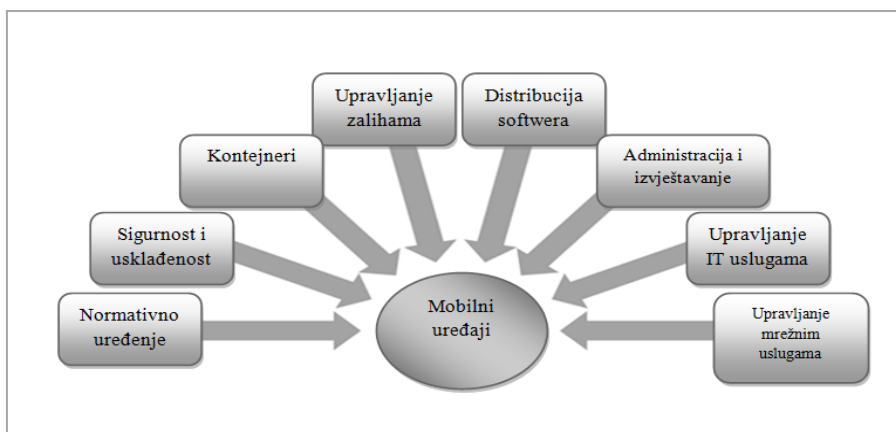 Upravljanje
zalihama
Distribucija
softwera
Kontejneri
Administracija i
izvještavanje
Sigurnost i
usklađenost
Upravljanje
IT uslugama
Normativno
uređenje
Mobilni
uređaji
Upravljanje
mrežnim
uslugama